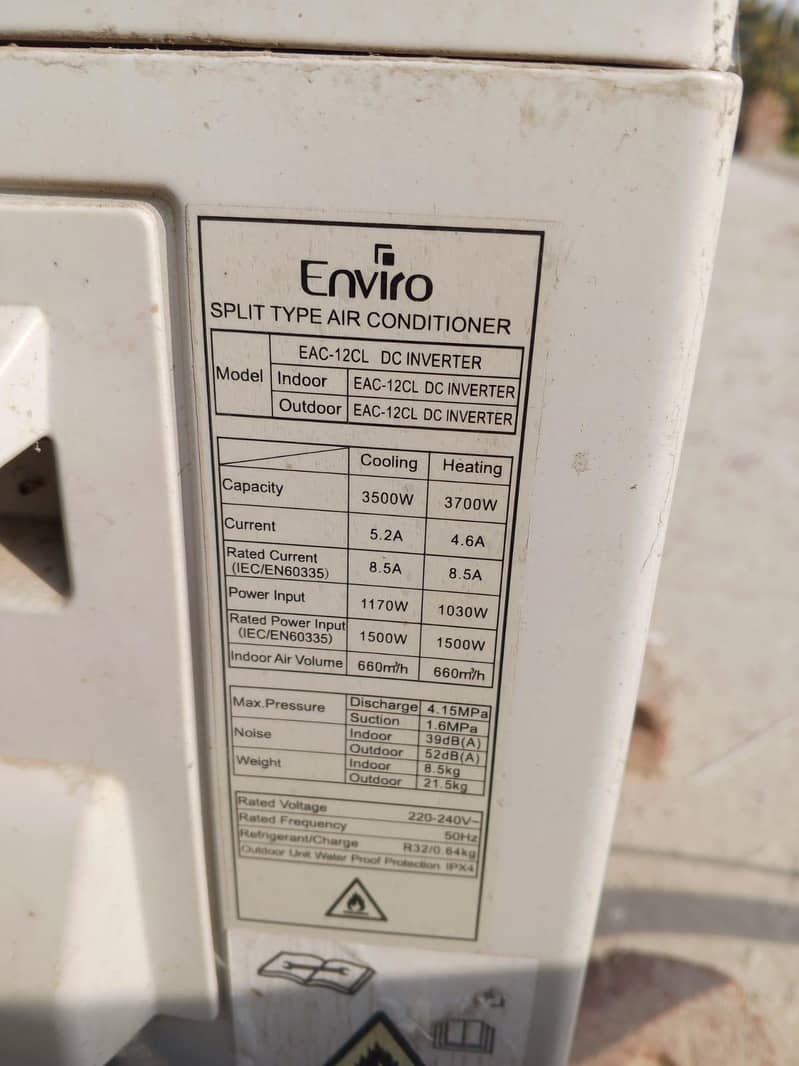 Enviro
SPLIT TYPE AIR CONDITIONER
Model EAC-12CL DC INVERTER
Indoor EAC-12CL DC INVERTER
Outdoor EAC-12CL DC INVERTER
Cooling Heating
Capacity 3500W 3700W
Current 5.2A 4.6A
Rated Current (IEC/EN60335) 8.5A 8.5A
Power Input 1170W 1030W
Rated Power Input (IEC/EN60335) 1500W 1500W
Indoor Air Volume 660m³/h 660m³/h
Max.Pressure Discharge 4.15MPa
Suction 1.6MPa
Noise Indoor 39dB(A)
Outdoor 52dB(A)
Weight Indoor 8.5kg
Outdoor 21.5kg
Rated Voltage 220-240V~
Rated Frequency 50Hz
Refrigerant/Charge R32/0.64kg
Outdoor Unit Water Proof Protection IPX4